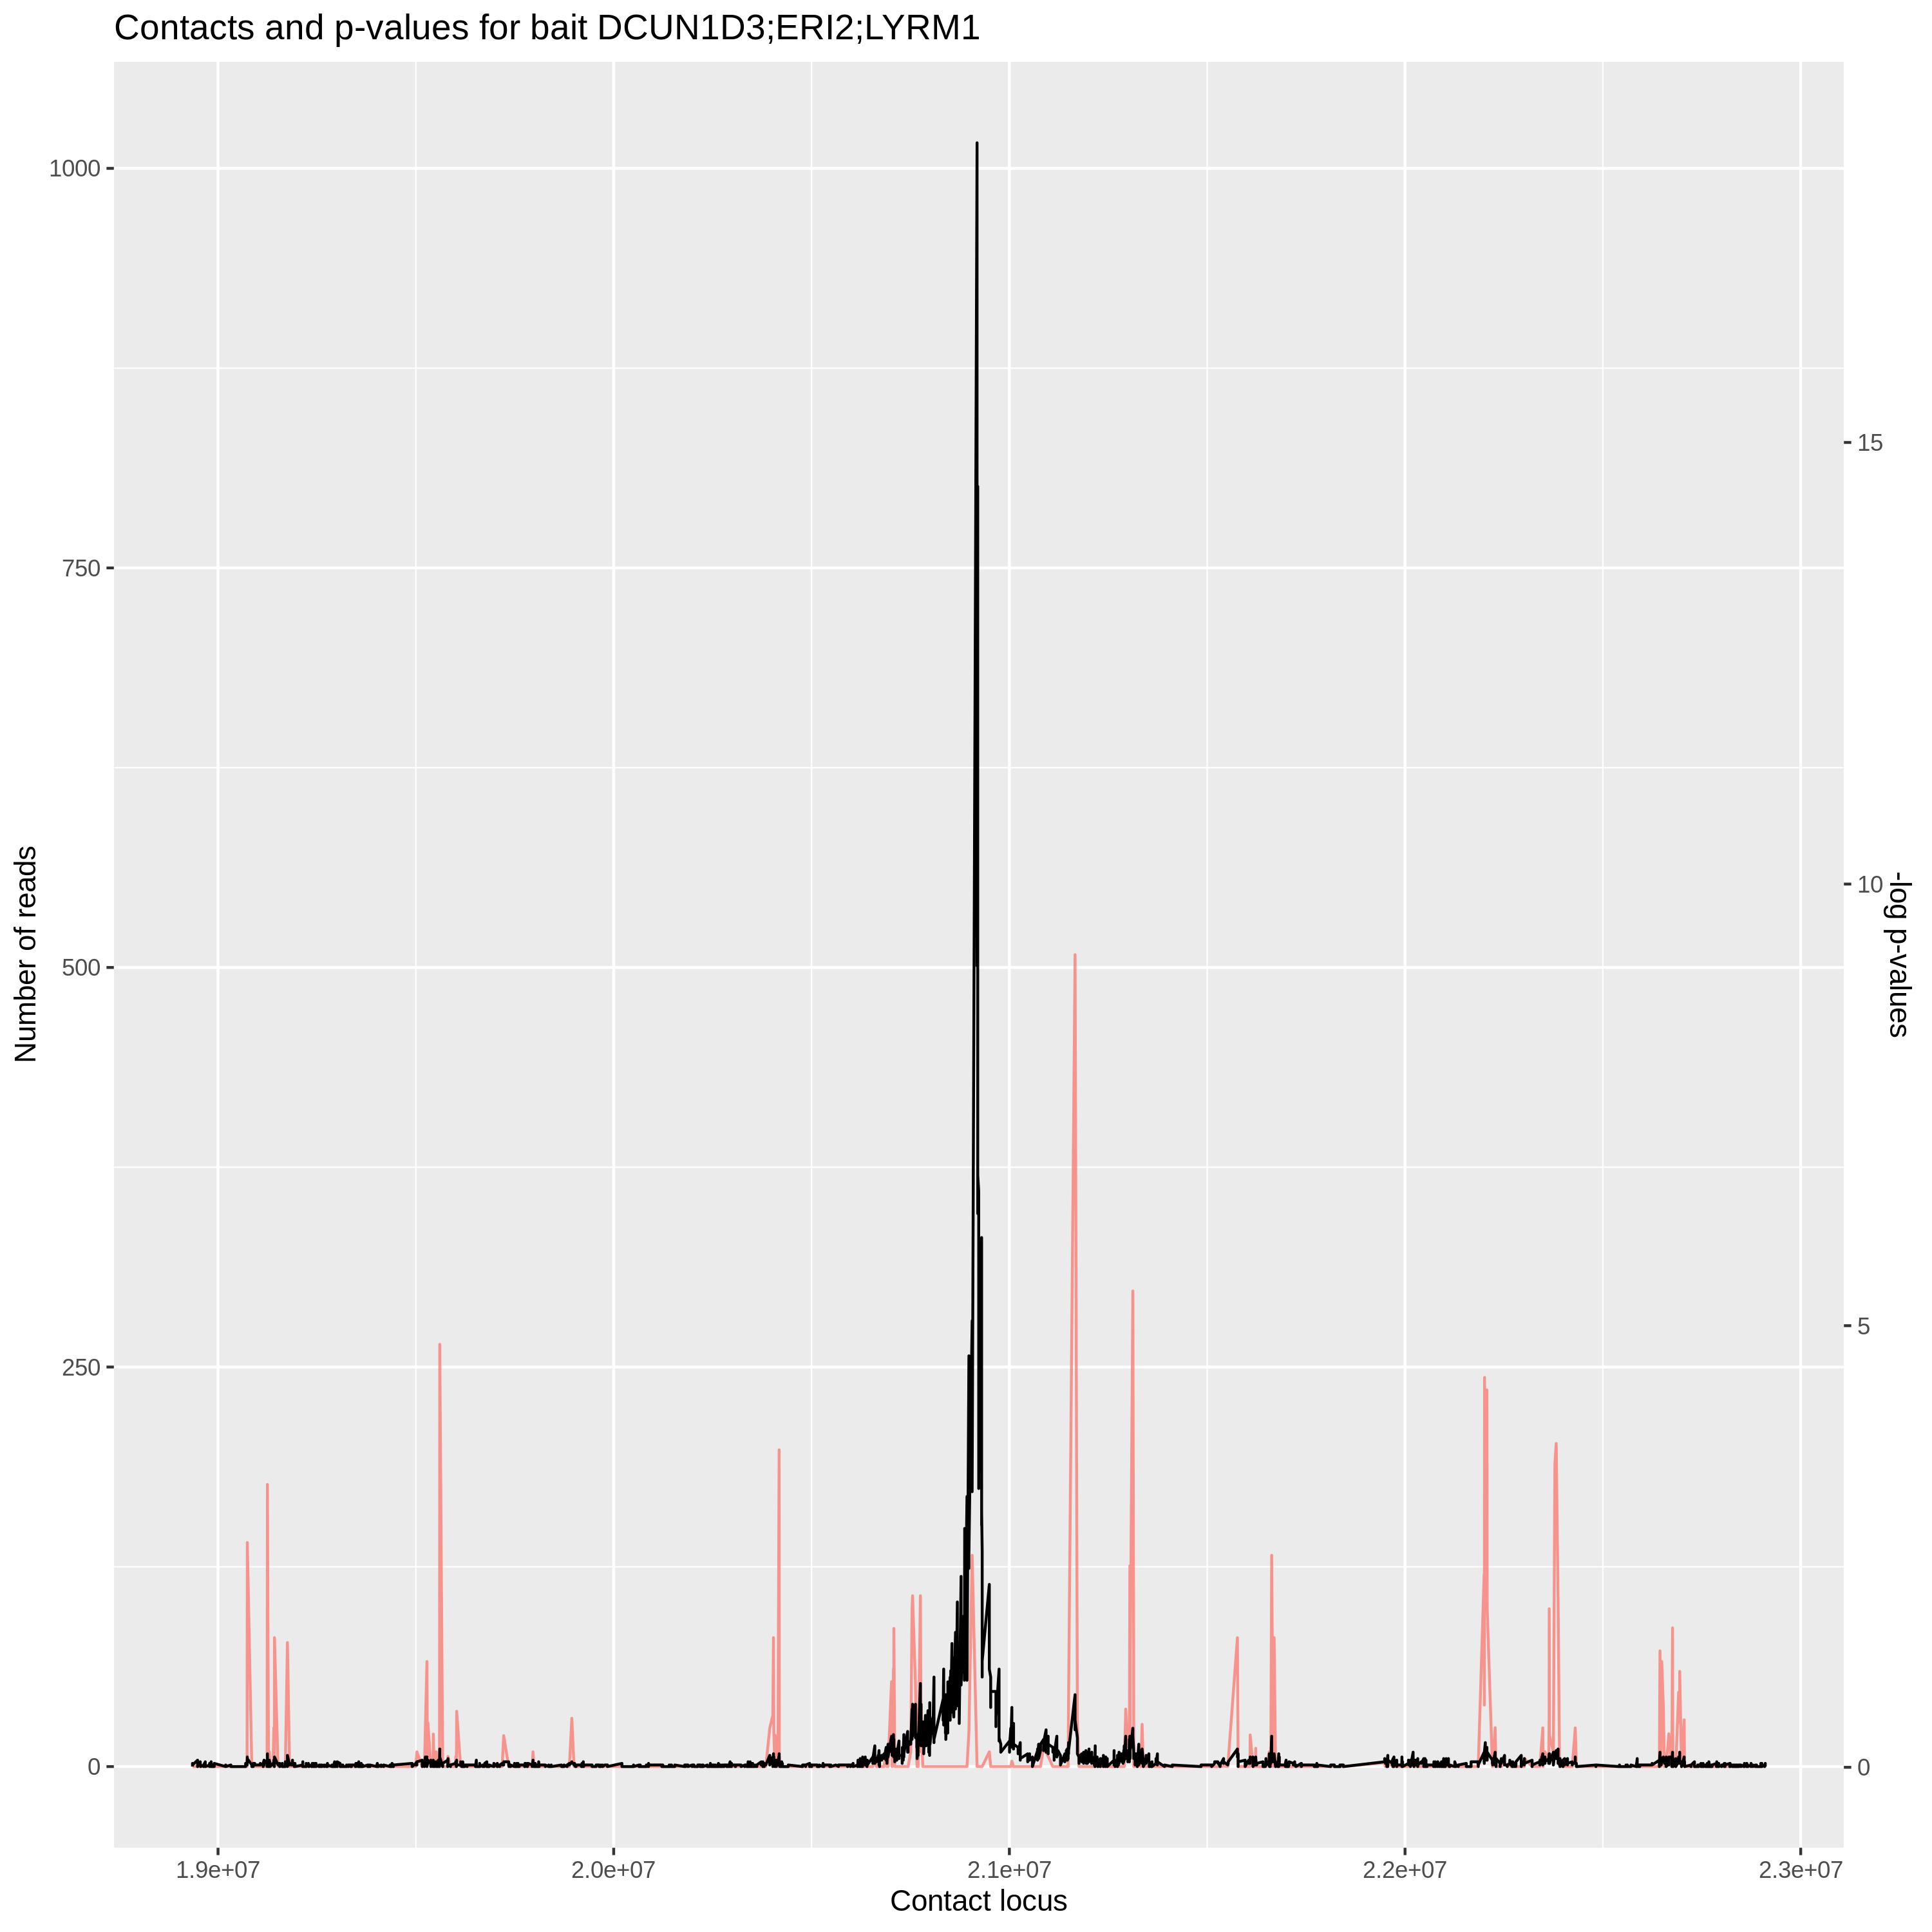 Contacts and p-values for bait DCUN1D3;ERI2;LYRM1
1000
750
500
250
0
Number of reads
15
10
5
0
-log p-values
1.9e+07
2.0e+07
2.1e+07
2.2e+07
2.3e+07
Contact locus